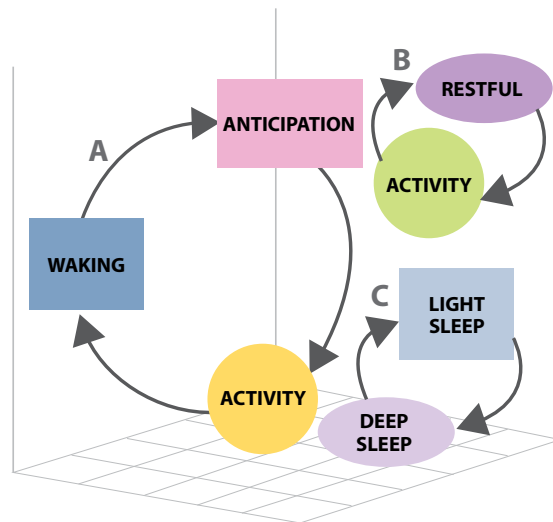 A
ANTICIPATION
WAKING
ACTIVITY
B
RESTFUL
ACTIVITY
C
LIGHT
SLEEP
DEEP
SLEEP